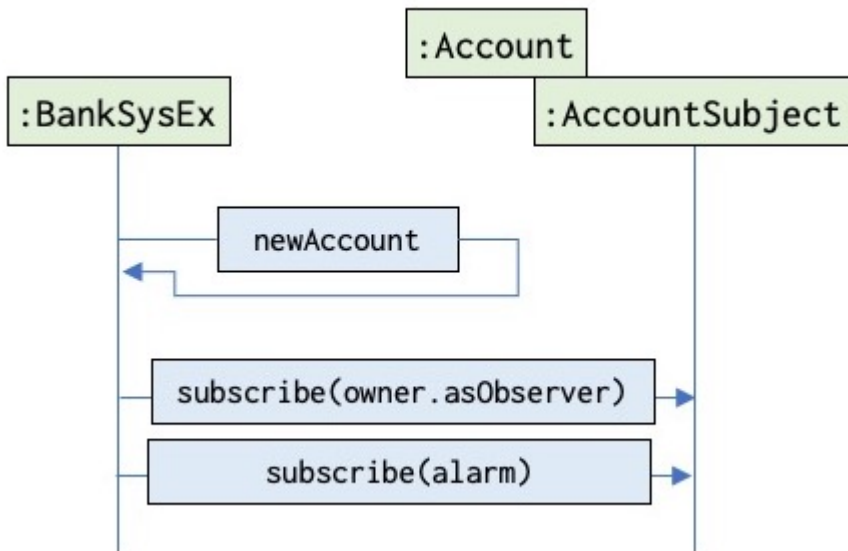 :Account
:BankSysEx
:AccountSubject
newAccount
subscribe(owner.asObserver)
subscribe(alarm)